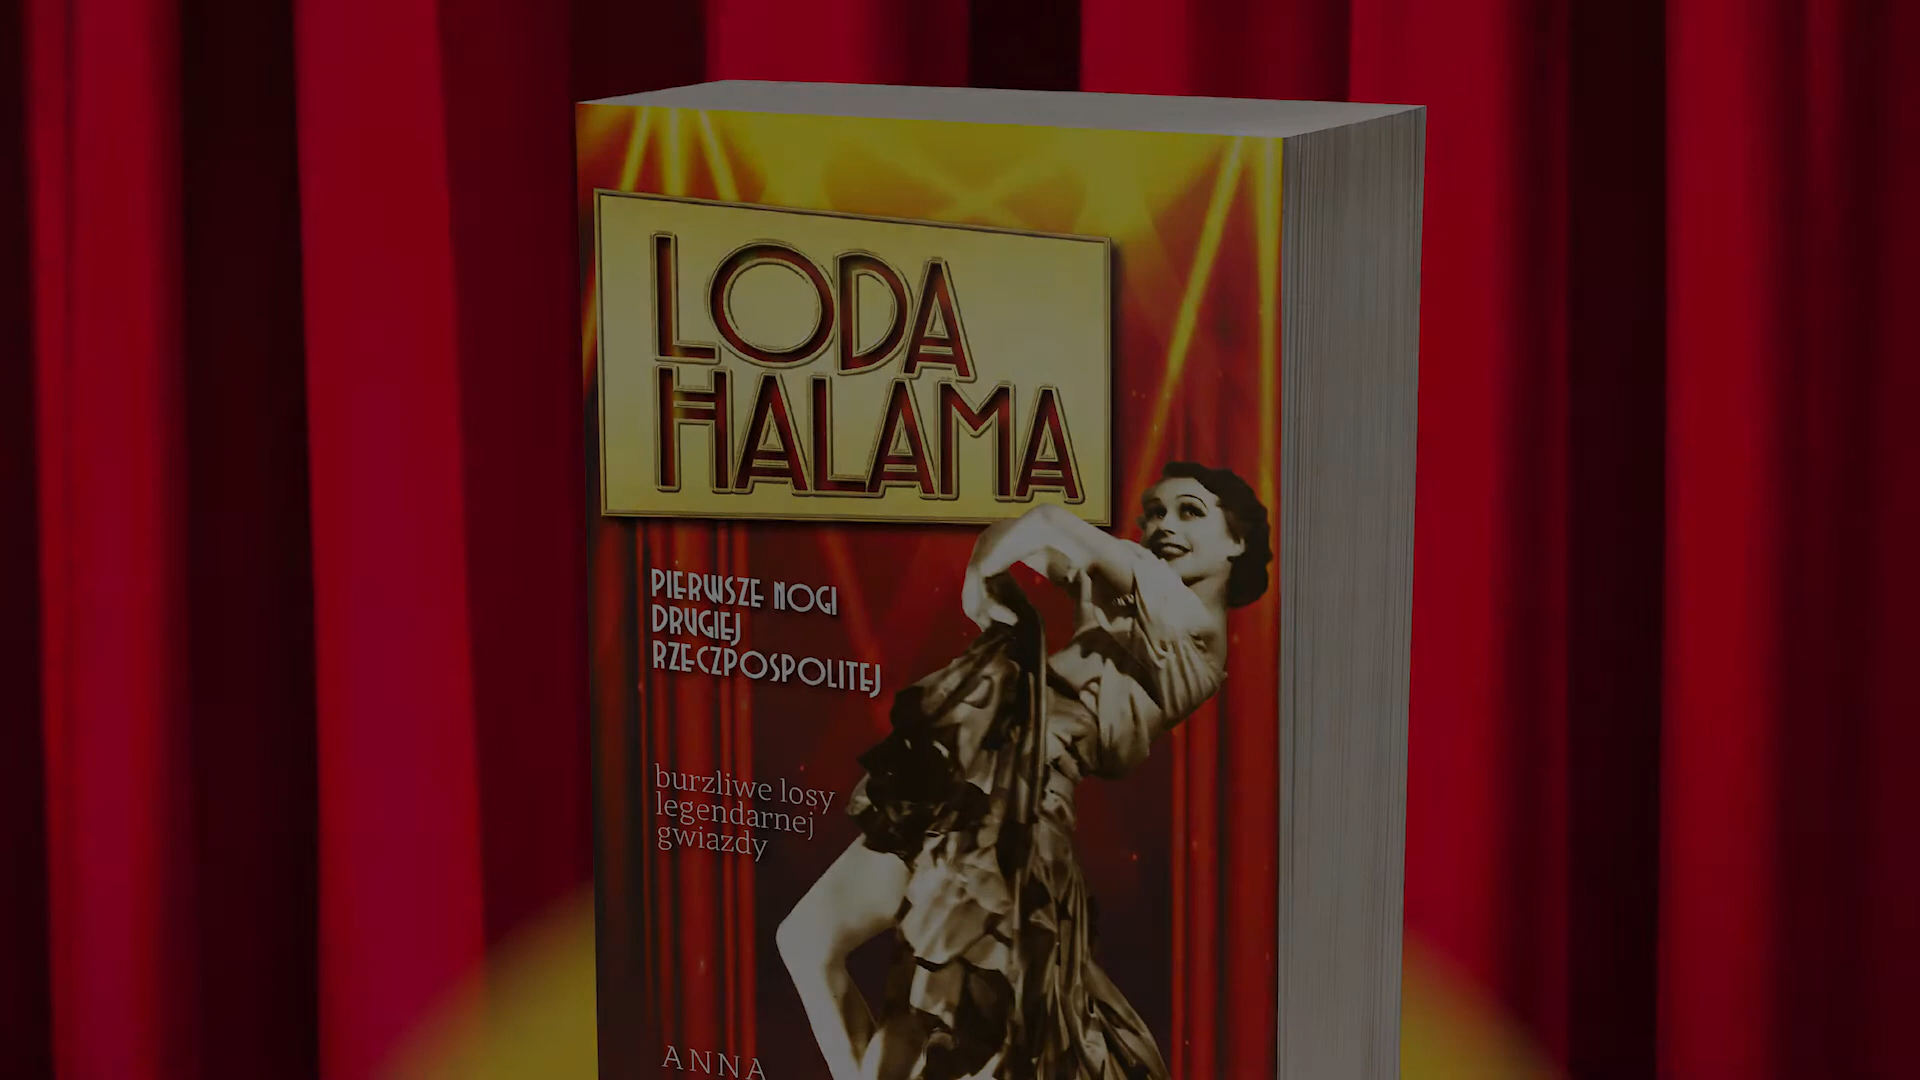 LODA
HALAMA
PIERWSZE NOGI
DRUGIEJ
RZECZPOSPOLITEJ
burzliwe losy
legendarnej
gwiazdy
ANNA